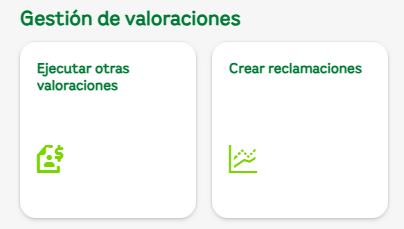 Gestión de valoraciones
Ejecutar otras
valoraciones
Crear reclamaciones